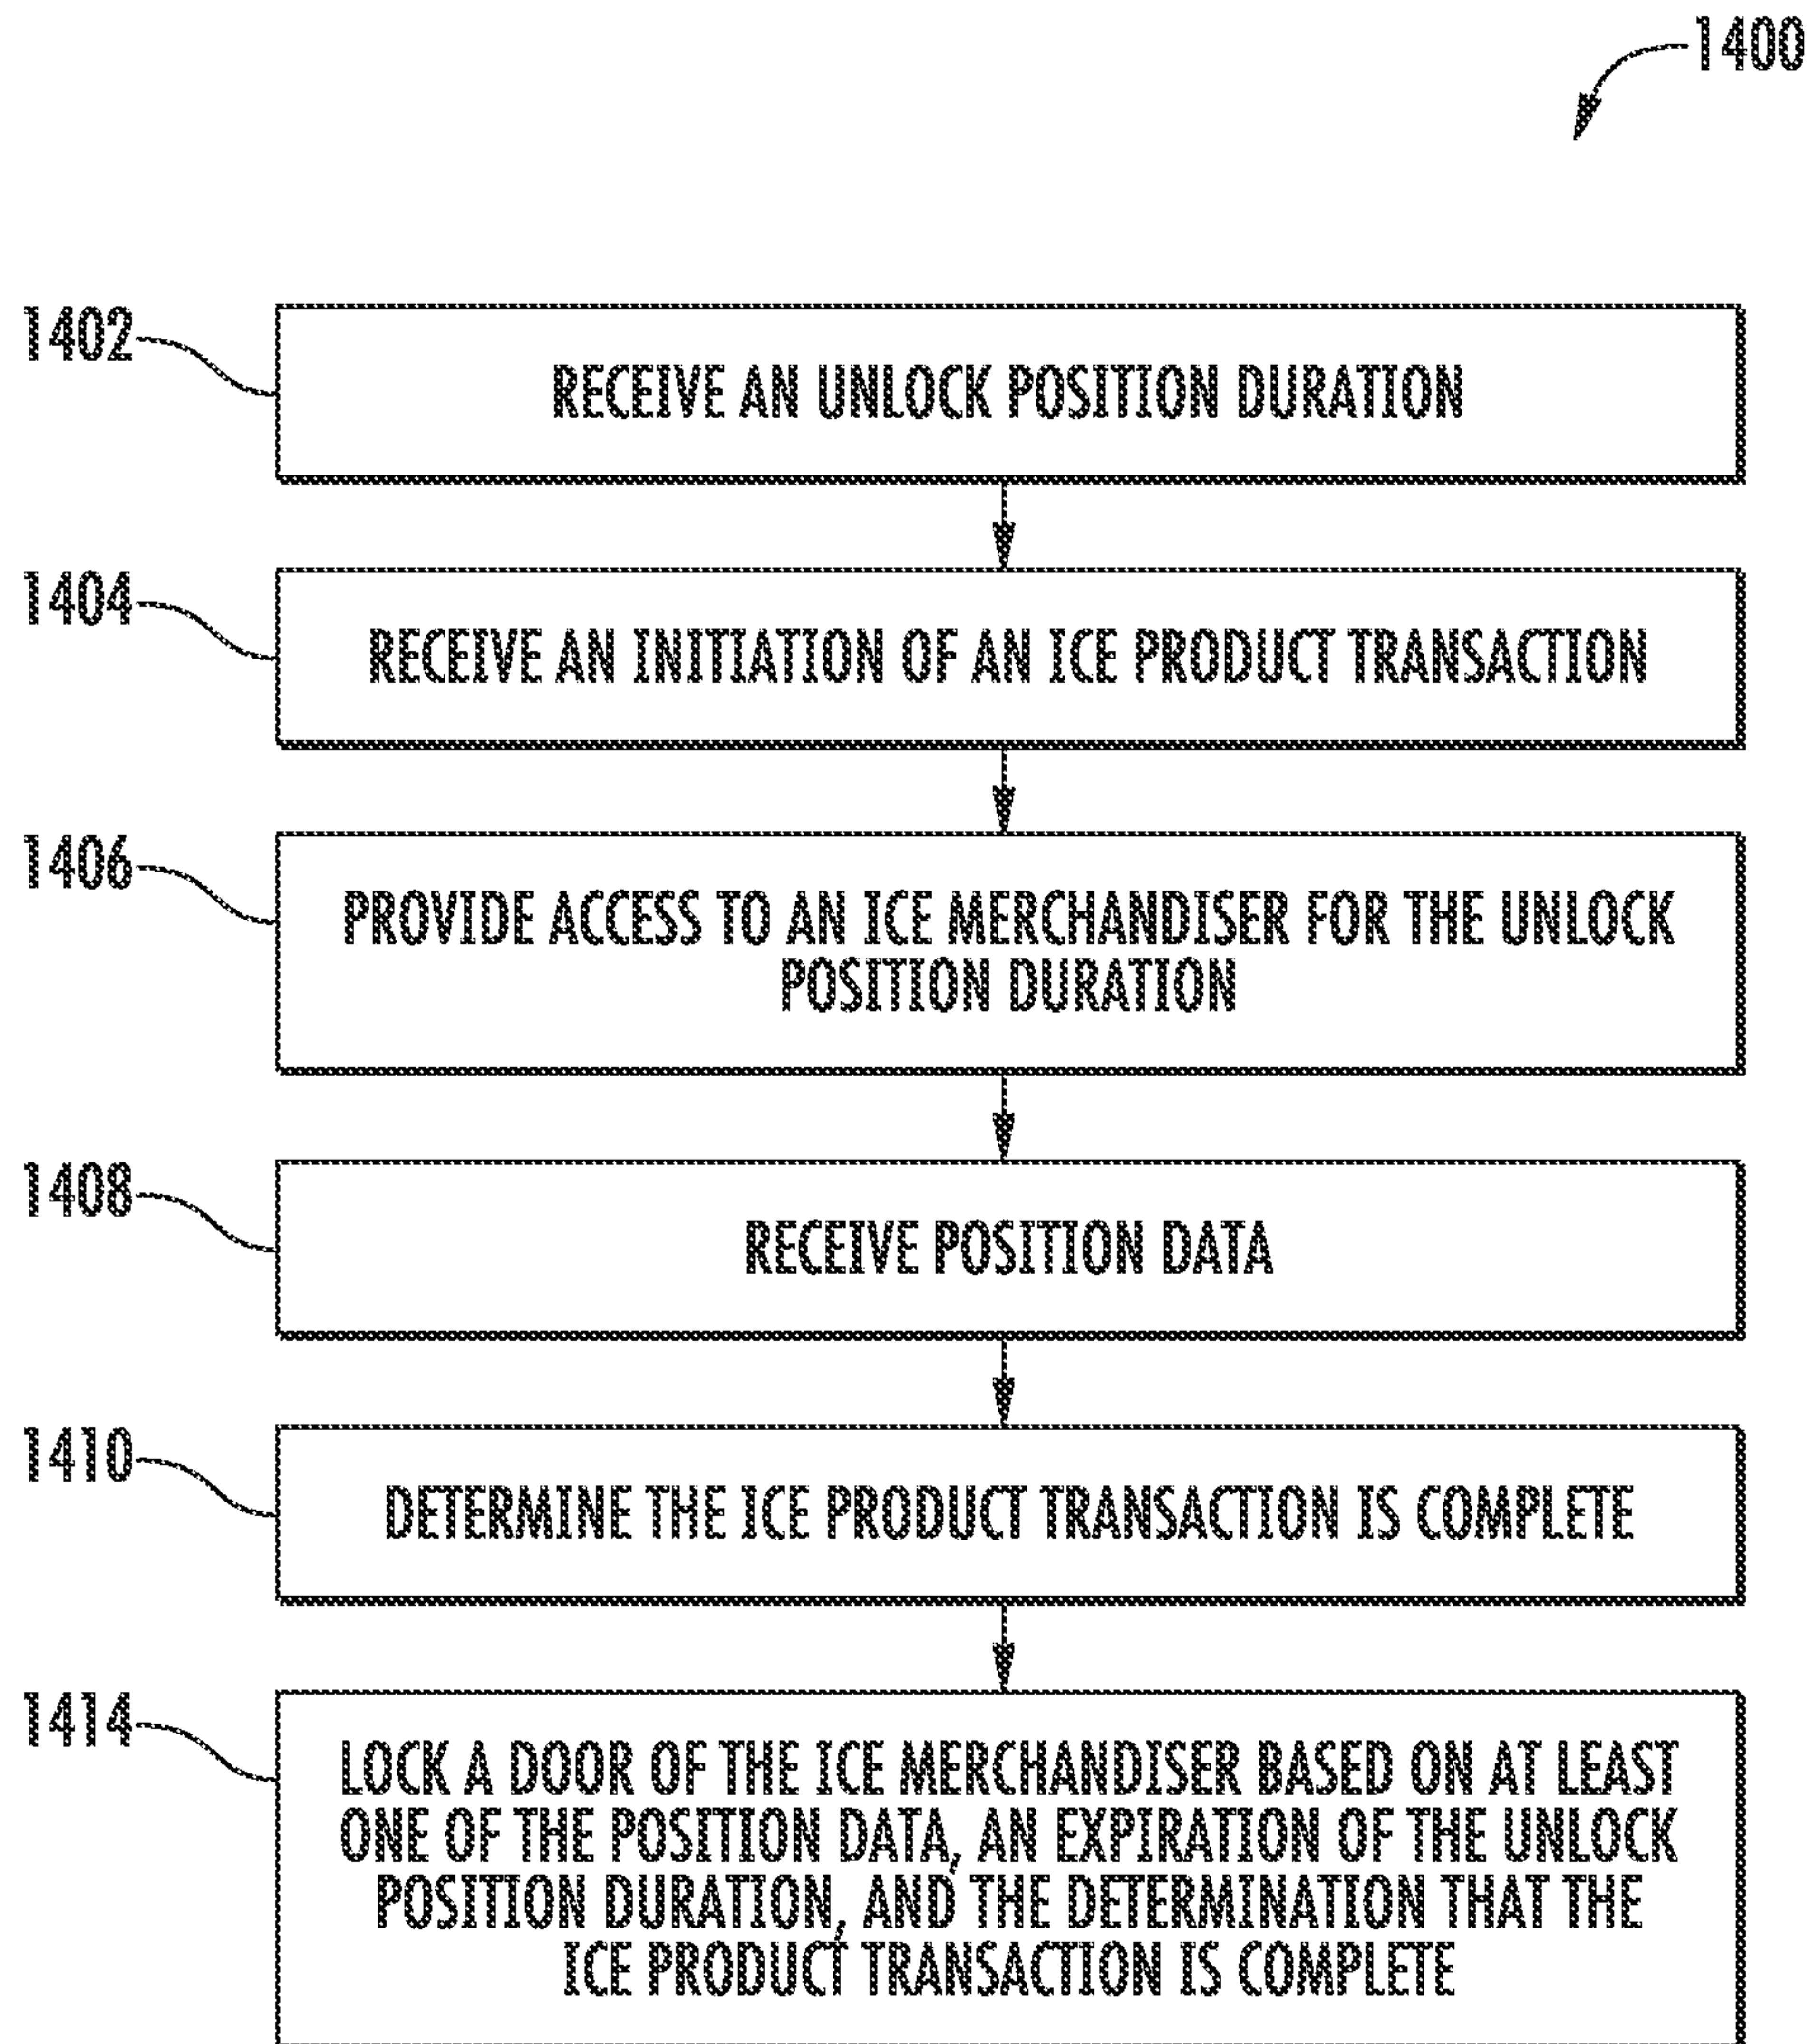 1400
1402
RECEIVE AN UNLOCK POSITION DURATION
1404
RECEIVE AN INITIATION OF AN ICE PRODUCT TRANSACTION
1406
PROVIDE ACCESS TO AN ICE MERCHANDISER FOR THE UNLOCK
POSITION DURATION
1408
RECEIVE POSITION DATA
1410
DETERMINE THE ICE PRODUCT TRANSACTION IS COMPLETE
1414
LOCK A DOOR OF THE ICE MERCHANDISER BASED ON AT LEAST
ONE OF THE POSITION DATA, AN EXPIRATION OF THE UNLOCK
POSITION DURATION, AND THE DETERMINATION THAT THE
ICE PRODUCT TRANSACTION IS COMPLETE